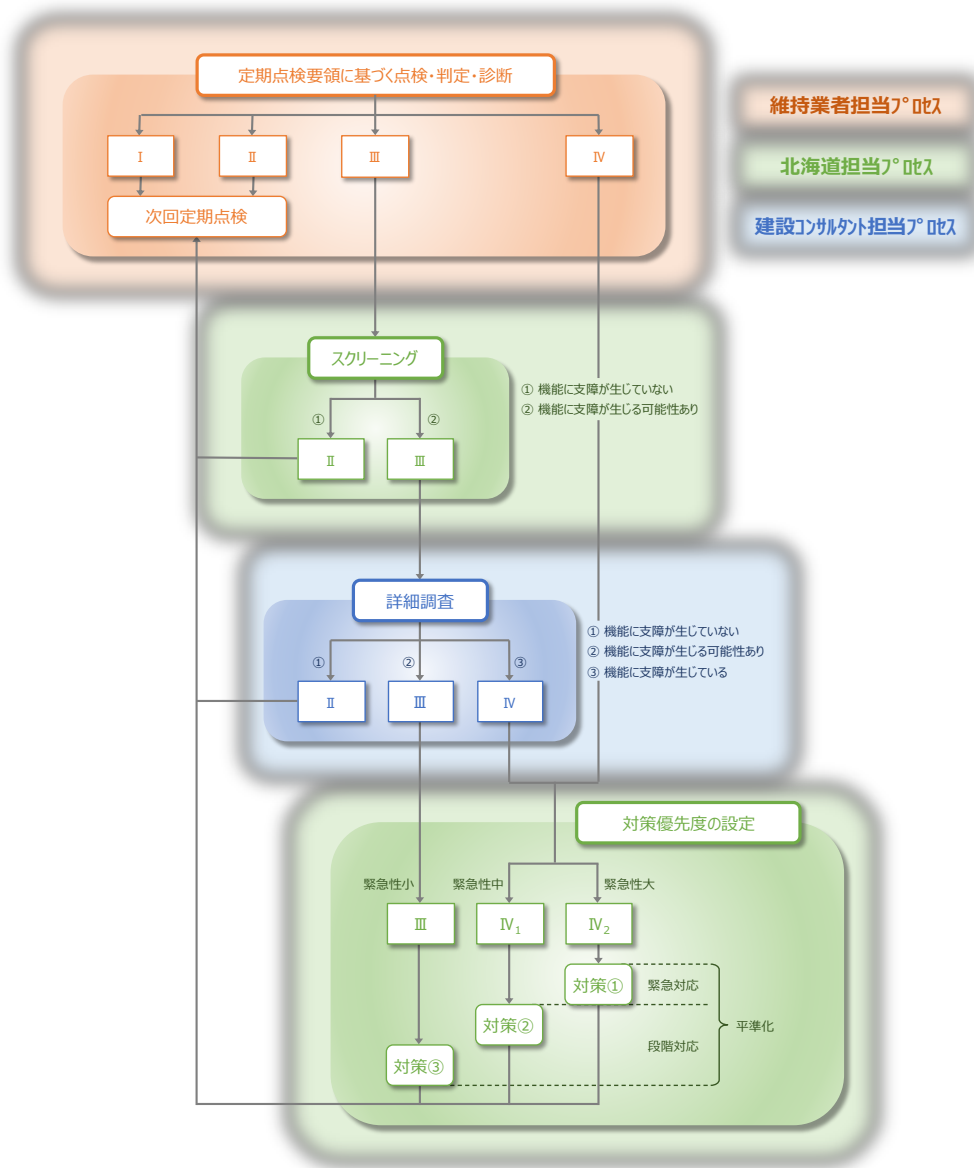 定期点検要領に基づく点検・判定・診断
Ⅰ
Ⅱ
Ⅲ
Ⅳ
次回定期点検
維持業者担当ﾌﾟﾛｾｽ
北海道担当ﾌﾟﾛｾｽ
建設ｺﾝｻﾙﾀﾝﾄ担当ﾌﾟﾛｾｽ
スクリーニング
① 機能に支障が生じていない
② 機能に支障が生じる可能性あり
①
②
Ⅱ
Ⅲ
詳細調査
① 機能に支障が生じていない
② 機能に支障が生じる可能性あり
③ 機能に支障が生じている
①
②
③
Ⅱ
Ⅲ
Ⅳ
対策優先度の設定
緊急性小
緊急性中
緊急性大
Ⅲ
Ⅳ₁
Ⅳ₂
対策①
緊急対応
対策②
平準化
段階対応
対策③